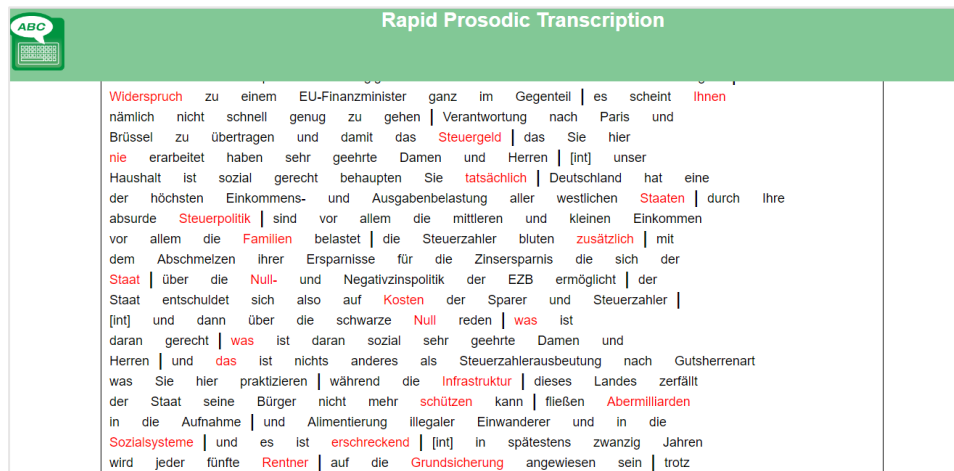 ABC
Rapid Prosodic Transcription
Widerspruch zu einem EU-Finanzminister ganz im Gegenteil | es scheint Ihnen
nämlich nicht schnell genug zu gehen | Verantwortung nach Paris und
Brüssel zu übertragen und damit das Steuergeld | das Sie hier
nie erarbeitet haben sehr geehrte Damen und Herren | [int] unser
Haushalt ist sozial gerecht behaupten Sie tatsächlich | Deutschland hat eine
der höchsten Einkommens- und Ausgabenbelastung aller westlichen Staaten | durch Ihre
absurde Steuerpolitik | sind vor allem die mittleren und kleinen Einkommen
vor allem die Familien belastet | die Steuerzahler bluten zusätzlich | mit
dem Abschmelzen ihrer Ersparnisse für die Zinsersparnis die sich der
Staat | über die Null- und Negativzinspolitik der EZB ermöglicht | der
Staat entschuldet sich also auf Kosten der Sparer und Steuerzahler |
[int] und dann über die schwarze Null reden | was ist
daran gerecht | was ist daran sozial sehr geehrte Damen und
Herren | und das ist nichts anderes als Steuerzahlerausbeutung nach Gutsherrenart
was Sie hier praktizieren | während die Infrastruktur | dieses Landes zerfällt
der Staat seine Bürger nicht mehr schützen kann | fließen Abermilliarden
in die Aufnahme | und Alimentierung illegaler Einwanderer und in die
Sozialsysteme | und es ist erschreckend | [int] in spätestens zwanzig Jahren
wird jeder fünfte Rentner | auf die Grundsicherung angewiesen sein | trotz